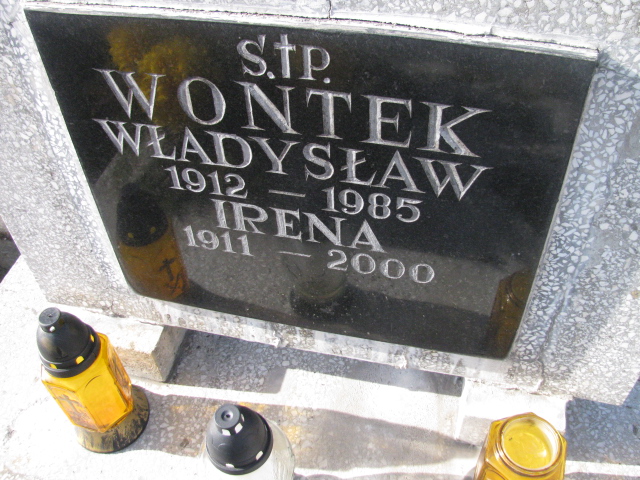 Ś.†P.
WONTEK
WŁADYSŁAW
1912 – 1985
IRENA
1911 – 2000